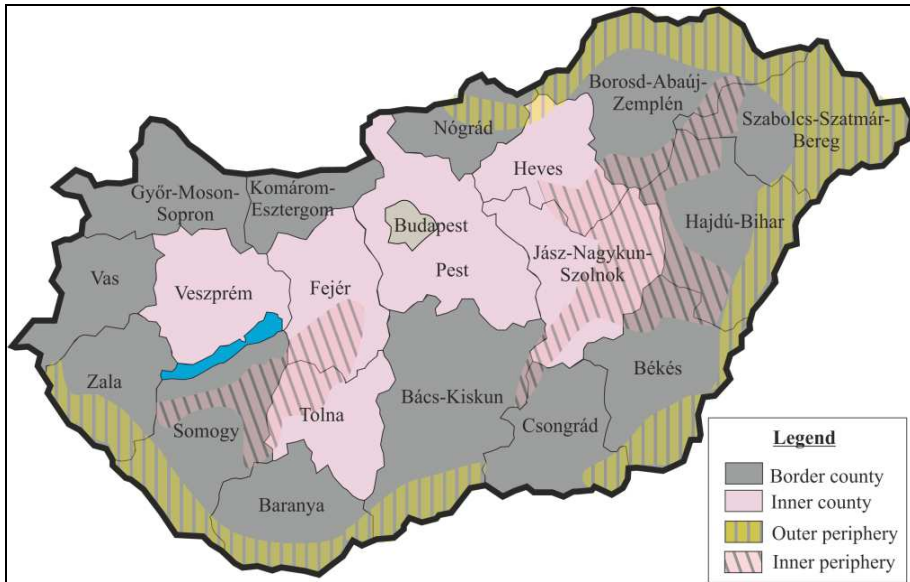 Borosd-Abaúj-
Zemplén
Szabolcs-Szatmár-
Bereg
Nógrád
Heves
Győr-Moson-
Sopron
Komárom-
Esztergom
Budapest
Hajdú-Bihar
Jász-Nagykun-
Szolnok
Vas
Veszprém
Fejér
Pest
Zala
Békés
Bács-Kiskun
Tolna
Somogy
Csongrád
Baranya
Legend
Border county
Inner county
Outer periphery
Inner periphery